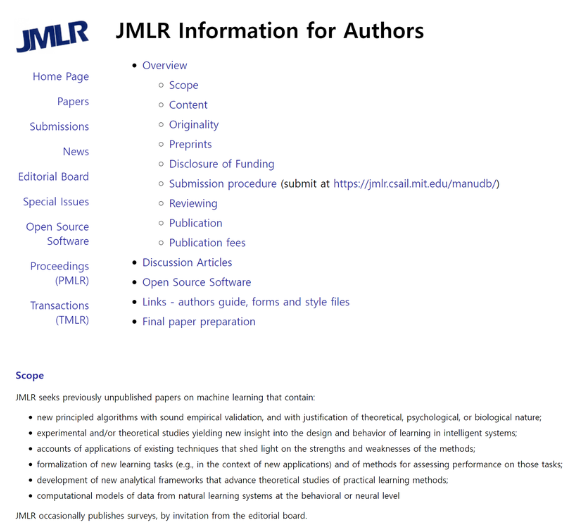 JMLR
JMLR Information for Authors
Home Page
Papers
Submissions
News
Editorial Board
Special Issues
Open Source
Software
Proceedings
(PMLR)
Transactions
(TMLR)
Overview
Scope
Content
Originality
Preprints
Disclosure of Funding
Submission procedure (submit at https://jmlr.csail.mit.edu/manudb/)
Reviewing
Publication
Publication fees
Discussion Articles
Open Source Software
Links - authors guide, forms and style files
Final paper preparation
Scope
JMLR seeks previously unpublished papers on machine learning that contain:
new principled algorithms with sound empirical validation, and with justification of theoretical, psychological, or biological nature;
experimental and/or theoretical studies yielding new insight into the design and behavior of learning in intelligent systems;
accounts of applications of existing techniques that shed light on the strengths and weaknesses of the methods;
formalization of new learning tasks (e.g., in the context of new applications) and of methods for assessing performance on those tasks;
development of new analytical frameworks that advance theoretical studies of practical learning methods;
computational models of data from natural learning systems at the behavioral or neural level
JMLR occasionally publishes surveys, by invitation from the editorial board.